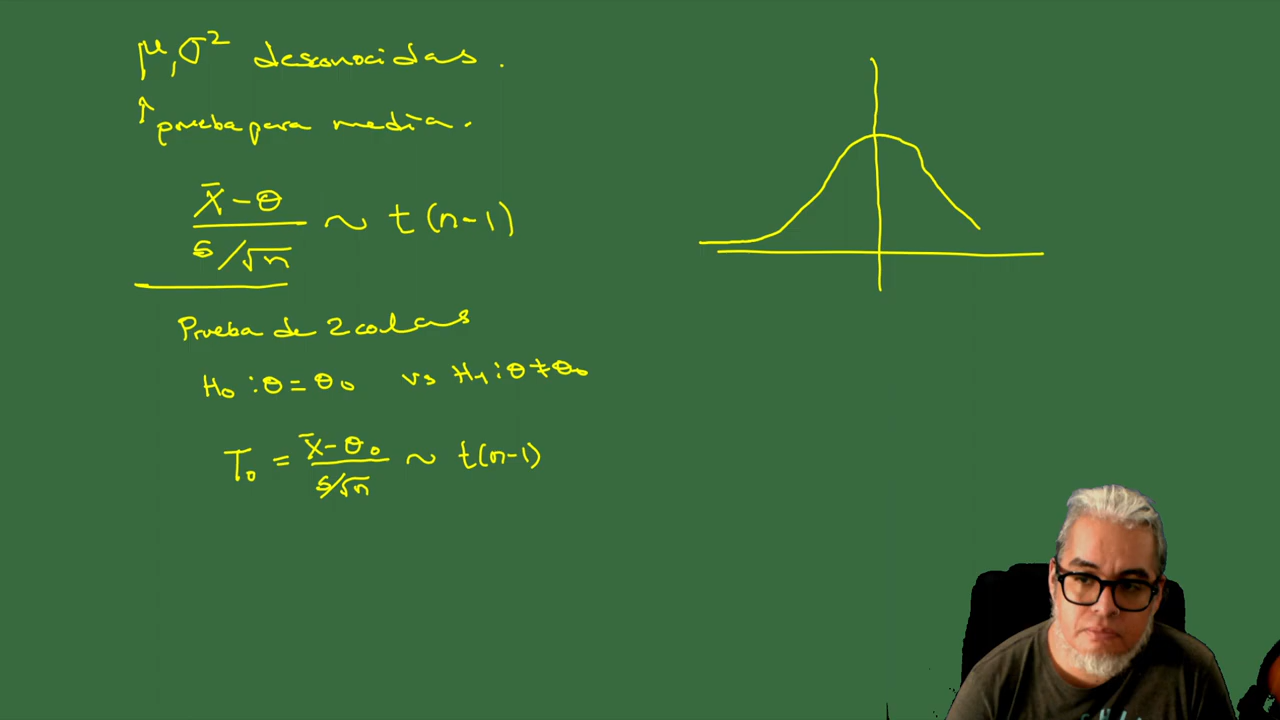 μ, σ² desconocidas.
↑ prueba para media.
x̄ - θ / s/√n ~ t(n-1)
Prueba de 2 colas
H₀ : θ = θ₀ vs H₁ : θ ≠ θ₀
T₀ = x̄ - θ₀ / s/√n ~ t(n-1)